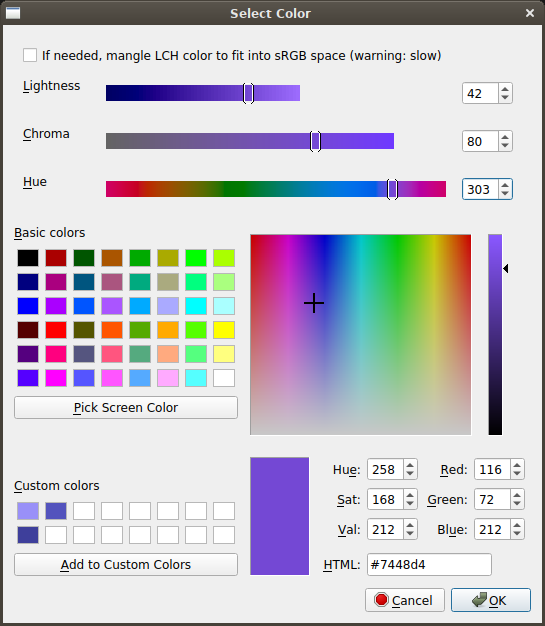 Select Color
If needed, mangle LCH color to fit into sRGB space (warning: slow)
Lightness
42
Chroma
80
Hue
303
Basic colors
Pick Screen Color
Custom colors
Add to Custom Colors
Hue: 258 Red: 116
Sat: 168 Green: 72
Val: 212 Blue: 212
HTML: #7448d4
Cancel OK